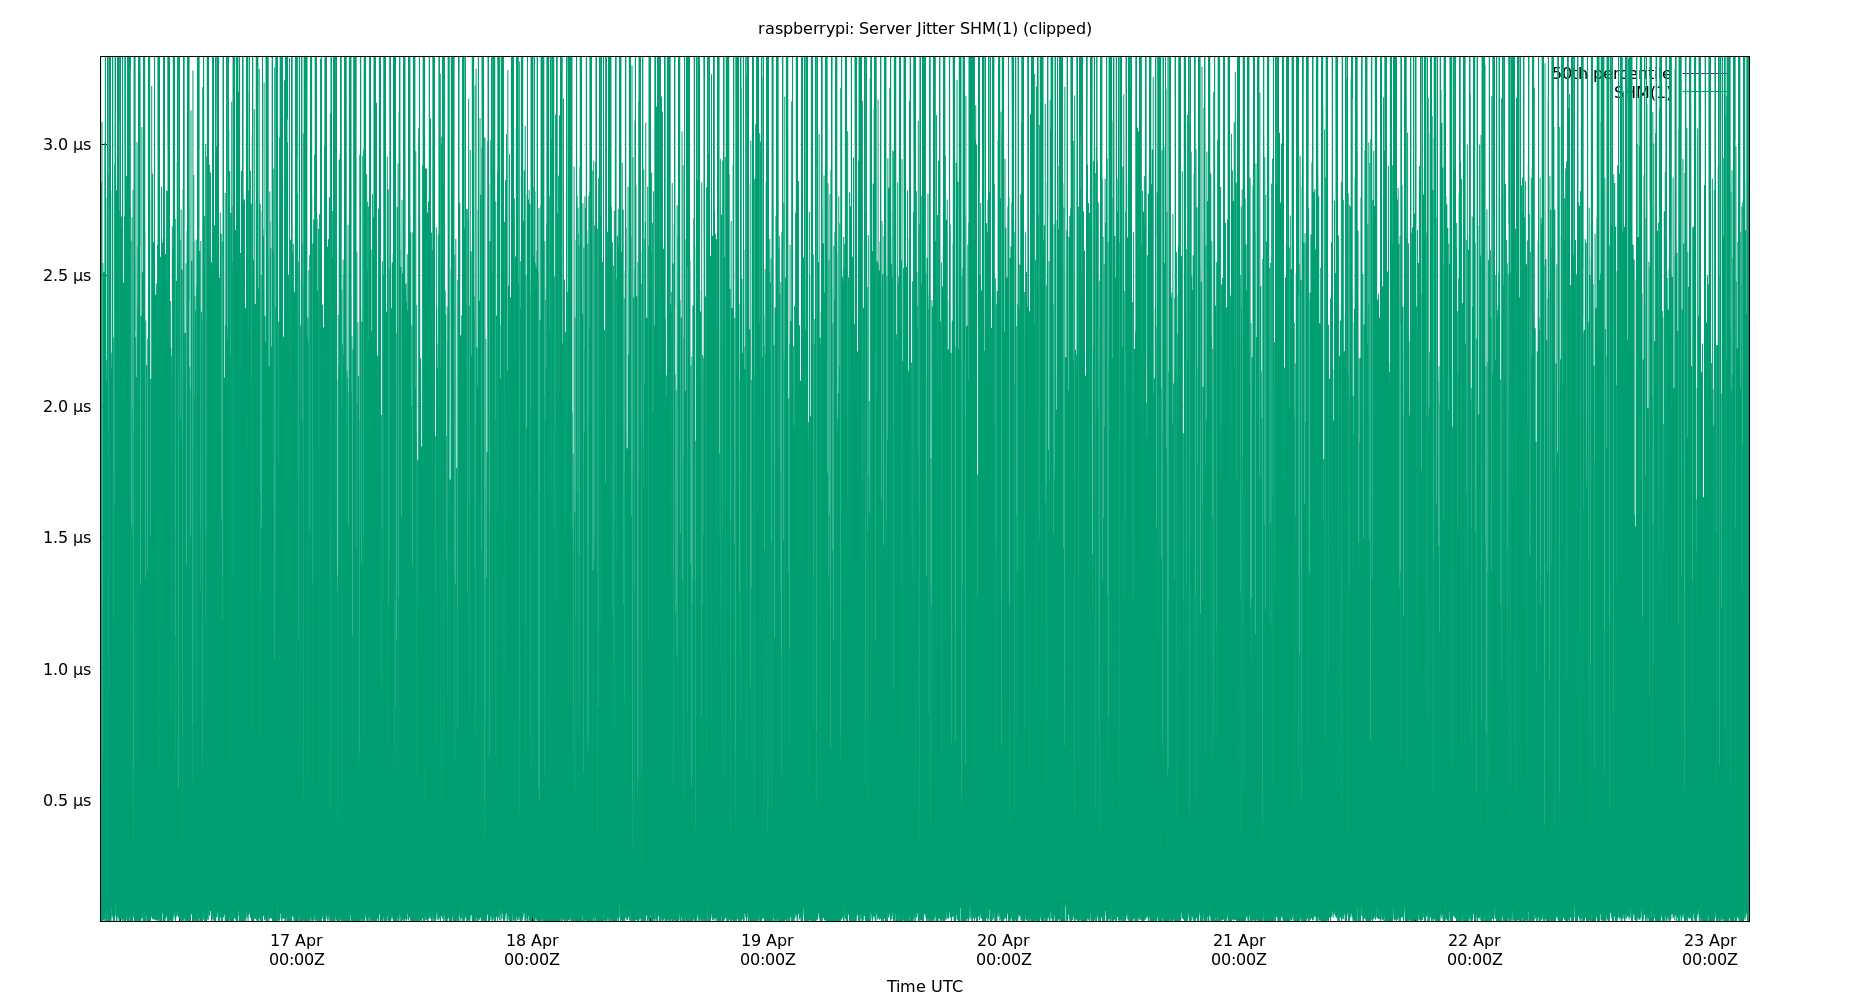 raspberrypi: Server Jitter SHM(1) (clipped)
50th percentile
SHM(1)
3.0 µs
2.5 µs
2.0 µs
1.5 µs
1.0 µs
0.5 µs
17 Apr 18 Apr 19 Apr 20 Apr 21 Apr 22 Apr 23 Apr
00:00Z 00:00Z 00:00Z 00:00Z 00:00Z 00:00Z 00:00Z
Time UTC